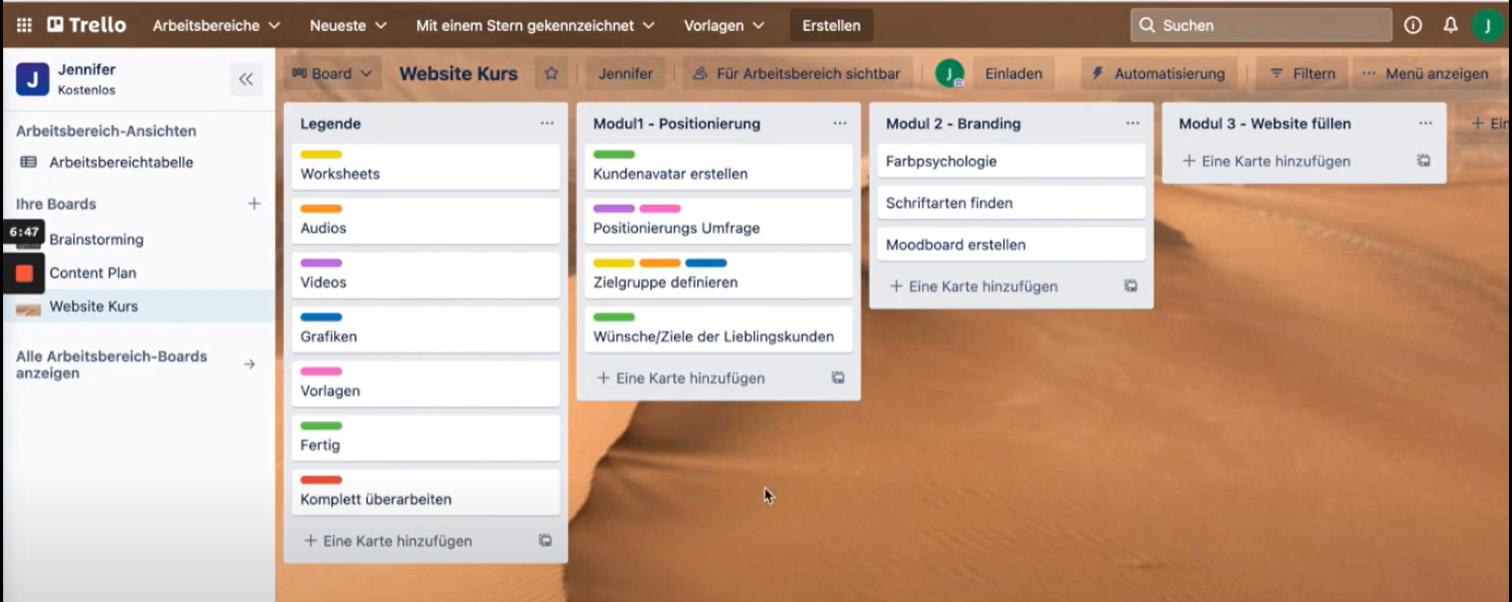 Trello
Arbeitsbereiche
Neueste
Mit einem Stern gekennzeichnet
Vorlagen
Erstellen
Suchen
J
J
Jennifer
Kostenlos
Board
Website Kurs
Jennifer
Für Arbeitsbereich sichtbar
J
Einladen
Automatisierung
Filtern
Menü anzeigen
Arbeitsbereich-Ansichten
Arbeitsbereichtabelle
Ihre Boards
6:47
Brainstorming
Content Plan
Website Kurs
Alle Arbeitsbereich-Boards
anzeigen
Legende
Worksheets
Audios
Videos
Grafiken
Vorlagen
Fertig
Komplett überarbeiten
+ Eine Karte hinzufügen
Modul1 - Positionierung
Kundenavatar erstellen
Positionierungs Umfrage
Zielgruppe definieren
Wünsche/Ziele der Lieblingskunden
+ Eine Karte hinzufügen
Modul 2 - Branding
Farbpsychologie
Schriftarten finden
Moodboard erstellen
+ Eine Karte hinzufügen
Modul 3 - Website füllen
+ Eine Karte hinzufügen